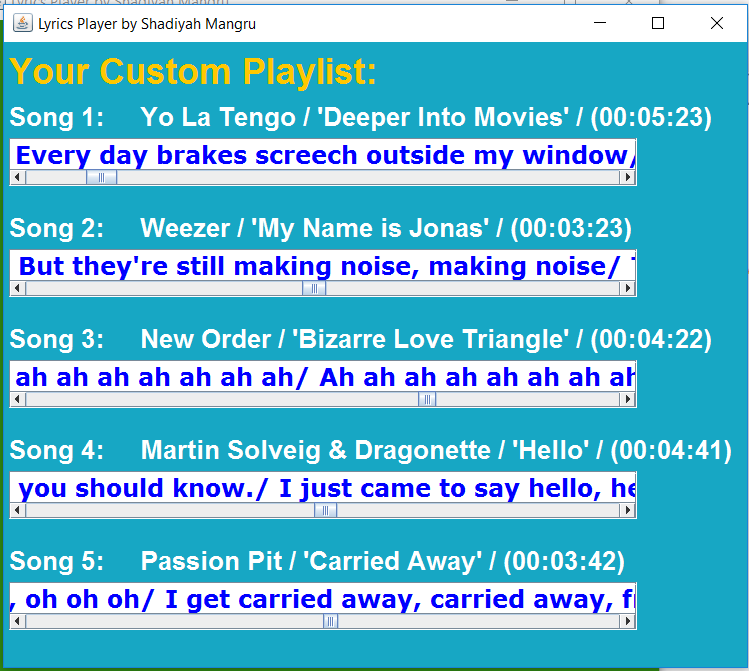 Lyrics Player by Shadiyah Mangru
Your Custom Playlist:
Song 1: Yo La Tengo / 'Deeper Into Movies' / (00:05:23)
Every day brakes screech outside my window/
Song 2: Weezer / 'My Name is Jonas' / (00:03:23)
But they're still making noise, making noise/
Song 3: New Order / 'Bizarre Love Triangle' / (00:04:22)
ah ah ah ah ah ah ah/ Ah ah ah ah ah ah ah ah
Song 4: Martin Solveig & Dragonette / 'Hello' / (00:04:41)
you should know./ I just came to say hello, he
Song 5: Passion Pit / 'Carried Away' / (00:03:42)
, oh oh oh/ I get carried away, carried away, f